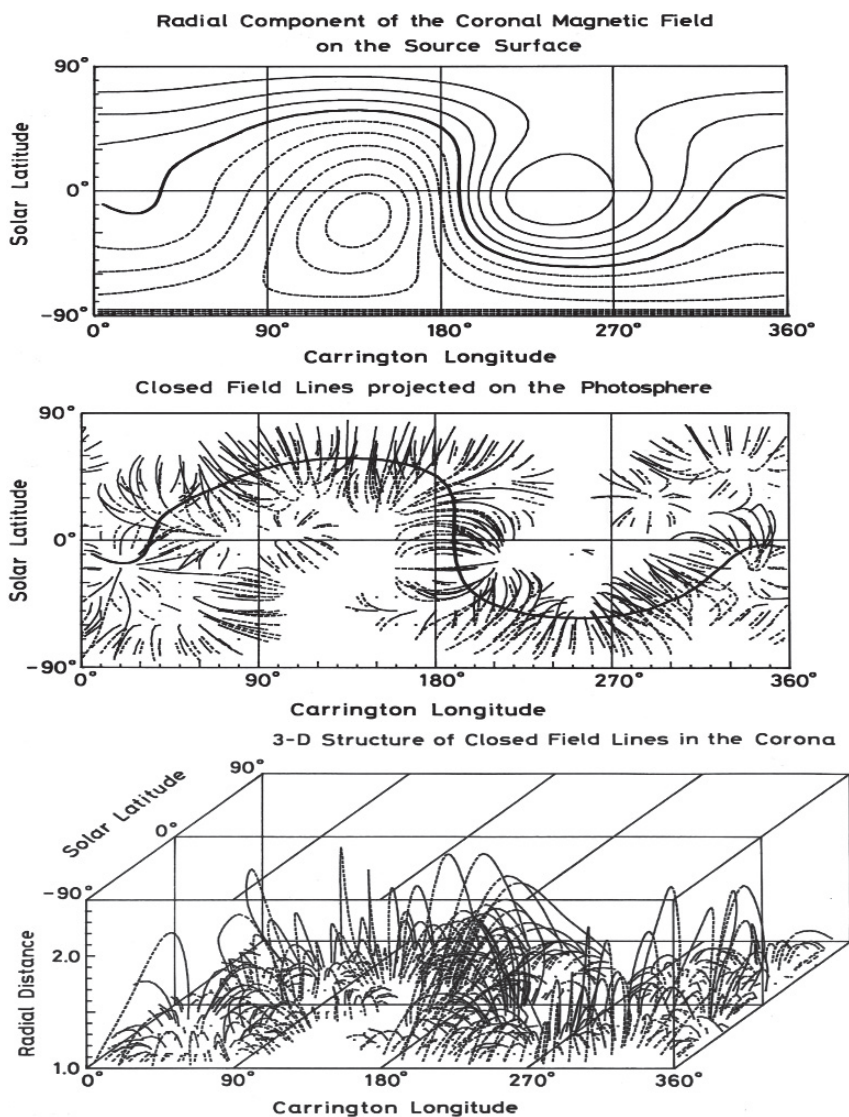 Radial Component of the Coronal Magnetic Field
on the Source Surface
90°
Solar Latitude
0°
-90°
0° 90° 180° 270° 360°
Carrington Longitude
Closed Field Lines projected on the Photosphere
90°
Solar Latitude
0°
-90°
0° 90° 180° 270° 360°
Carrington Longitude
3-D Structure of Closed Field Lines in the Corona
90°
Solar Latitude
0°
-90°
Radial Distance
2.0
1.0
0° 90° 180° 270° 360°
Carrington Longitude